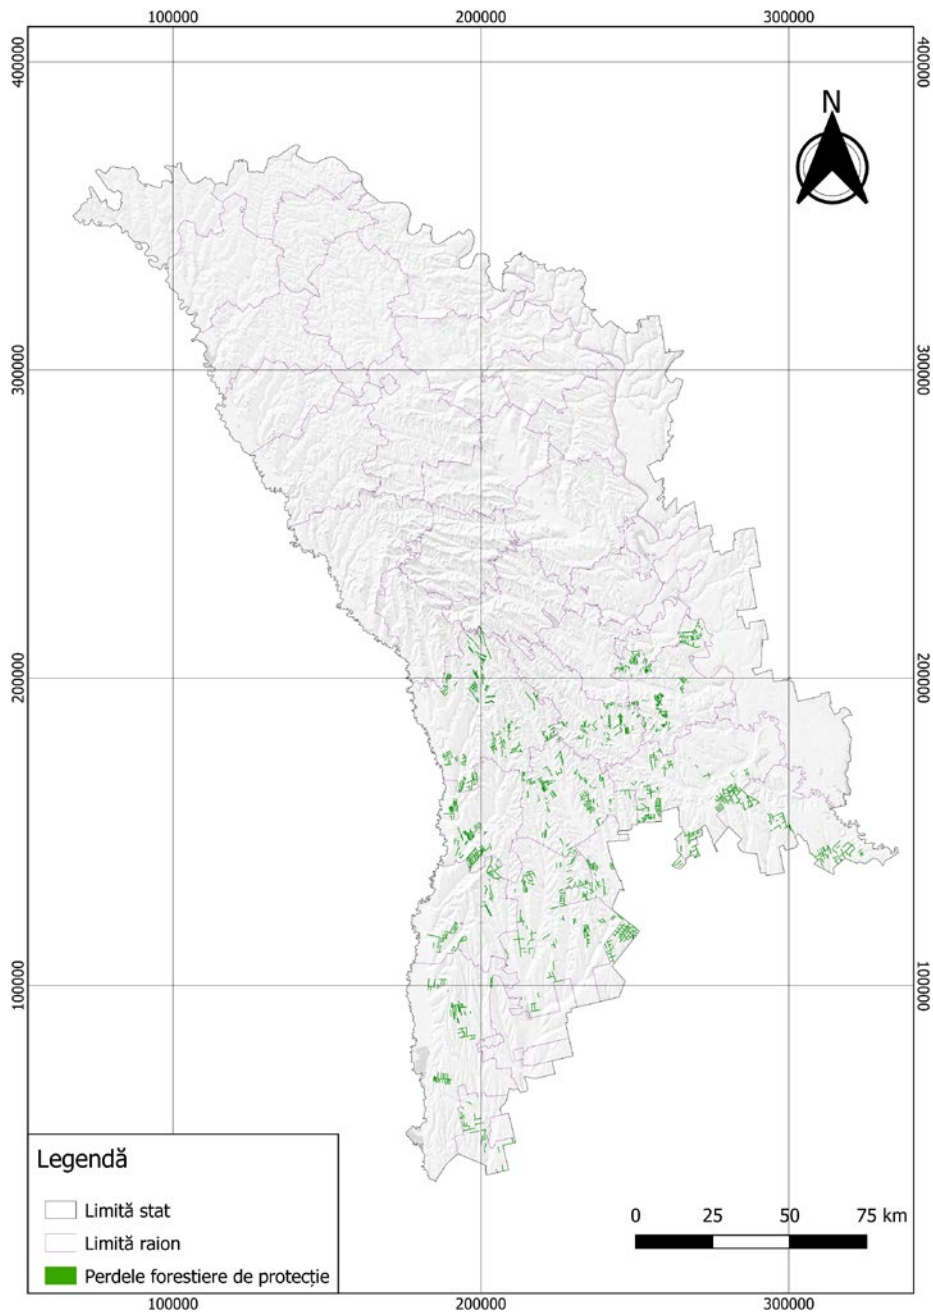 100000 200000 300000
400000 400000
N
300000 300000
200000 200000
100000 100000
Legendă
Limită stat
Limită raion
Perdele forestiere de protecție
0 25 50 75 km
100000 200000 300000